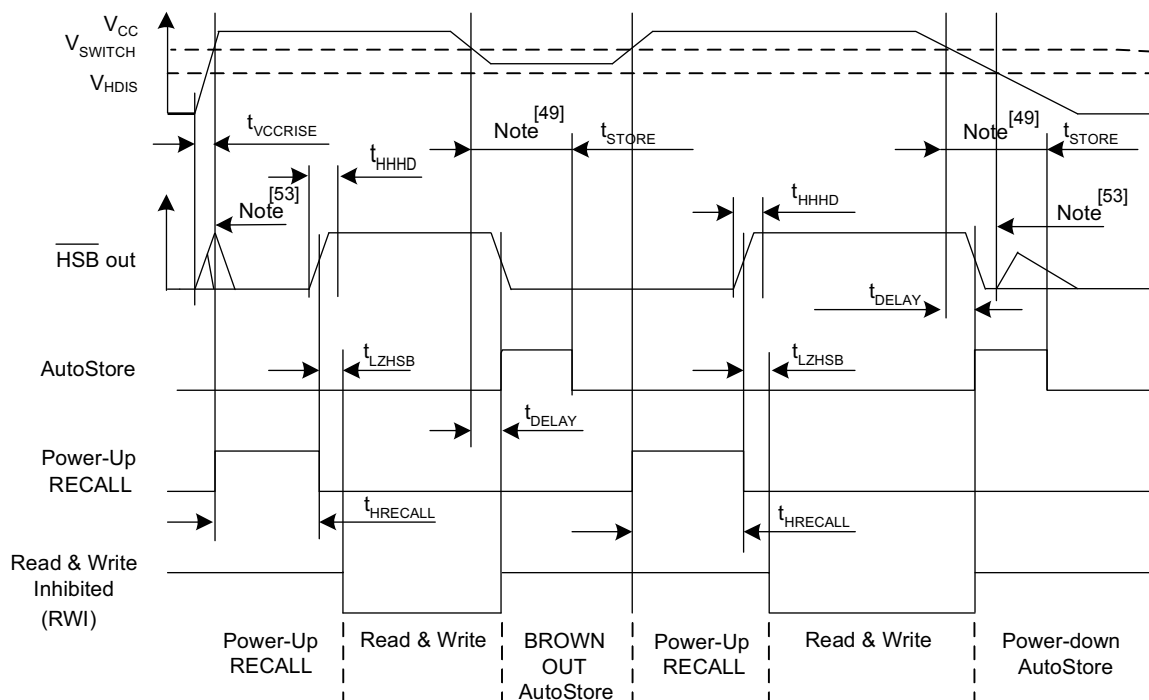 VCC
VSWITCH
VHDIS
tVCCRISE
Note[49]
tSTORE
Note[49]
tSTORE
tHHHD
Note[53]
tHHHD
Note[53]
HSB out
tDELAY
AutoStore
tLZHSB
tLZHSB
tDELAY
Power-Up
RECALL
tHRECALL
tHRECALL
Read & Write
Inhibited
(RWI)
Power-Up
RECALL
Read & Write
BROWN
OUT
AutoStore
Power-Up
RECALL
Read & Write
Power-down
AutoStore